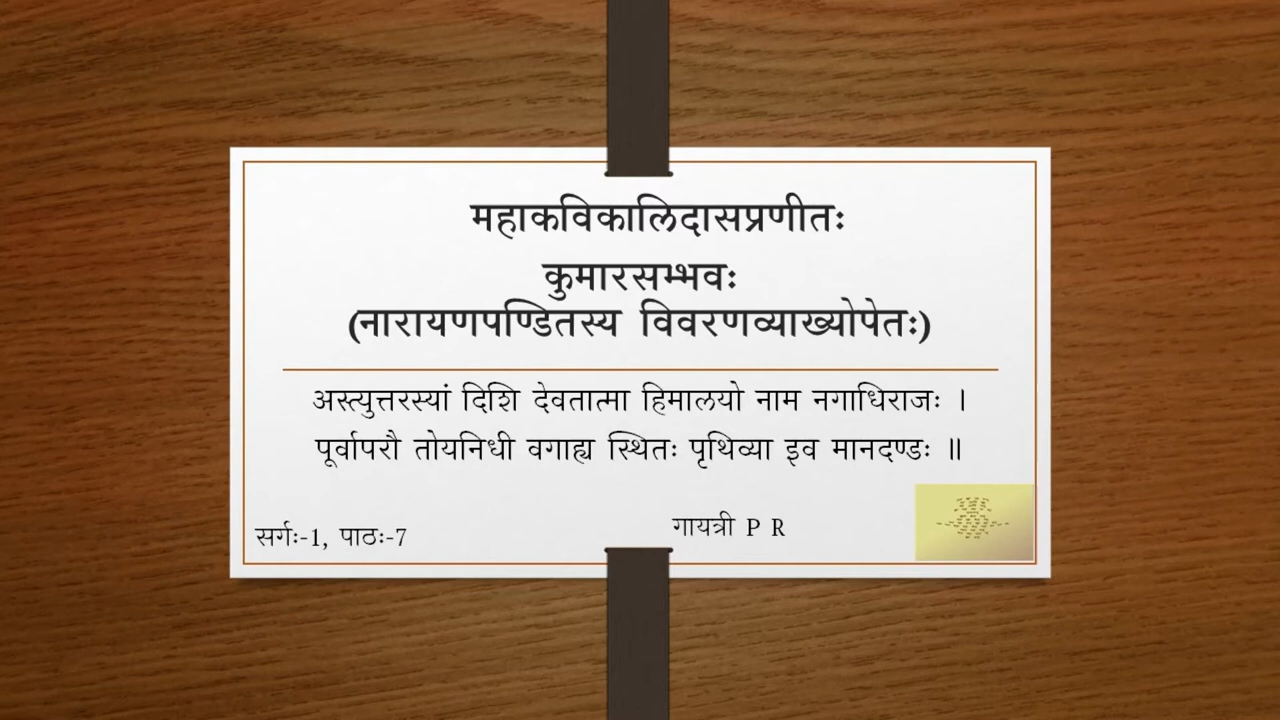 महाकविकालिदासप्रणीतः
कुमारसम्भवः
(नारायणपण्डितस्य विवरणव्याख्योपेतः)
अस्त्युत्तरस्यां दिशि देवतात्मा हिमालयो नाम नगाधिराजः ।
पूर्वापरौ तोयनिधी वगाह्य स्थितः पृथिव्या इव मानदण्डः ॥
सर्गः-1, पाठः-7
गायत्री P R